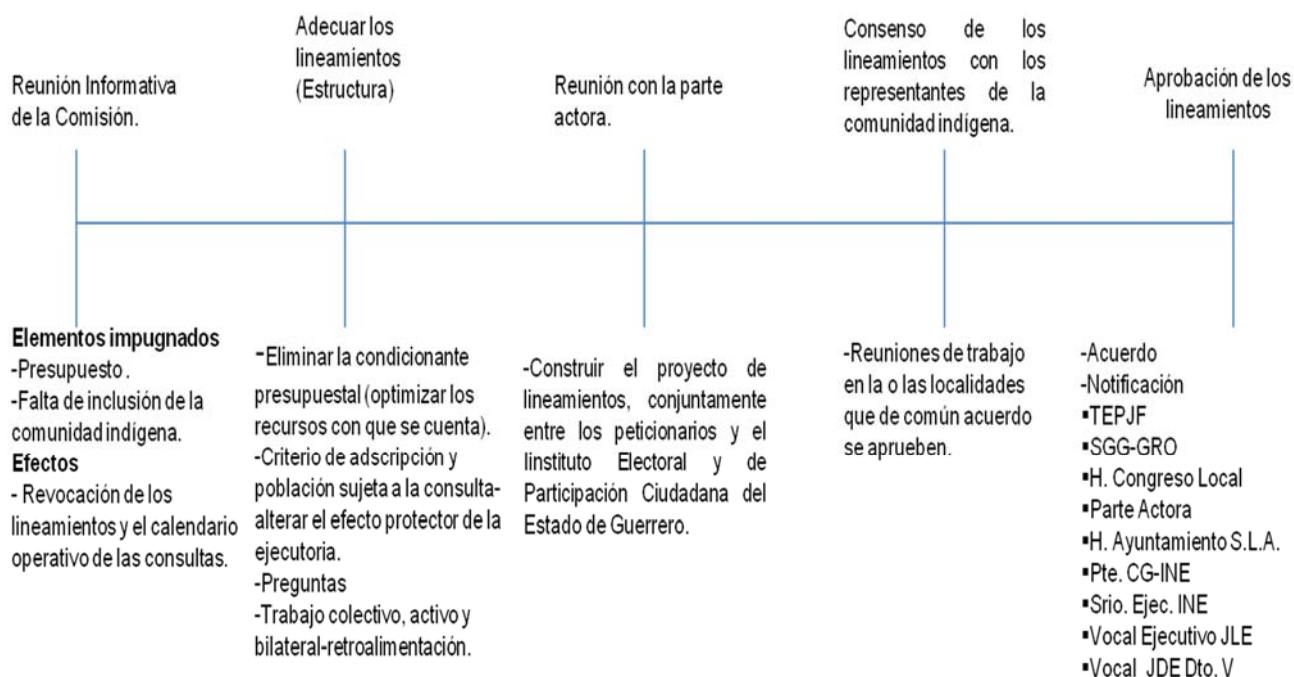 Reunión Informativa
de la Comisión.
Adecuar los
lineamientos
(Estructura)
Reunión con la parte
actora.
Consenso de los
lineamientos con los
representantes de la
comunidad indígena.
Aprobación de los
lineamientos
Elementos impugnados
-Presupuesto .
-Falta de inclusión de la
comunidad indígena.
Efectos
- Revocación de los
lineamientos y el calendario
operativo de las consultas.
-Eliminar la condicionante
presupuestal (optimizar los
recursos con que se cuenta).
-Criterio de adscripción y
población sujeta a la consulta-
alterar el efecto protector de la
ejecutoria.
-Preguntas
-Trabajo colectivo, activo y
bilateral-retroalimentación.
-Construir el proyecto de
lineamientos, conjuntamente
entre los peticionarios y el
Iinstituto Electoral y de
Participación Ciudadana del
Estado de Guerrero.
-Reuniones de trabajo
en la o las localidades
que de común acuerdo
se aprueben.
-Acuerdo
-Notificación
▪TEPJF
▪SGG-GRO
▪H. Congreso Local
▪Parte Actora
▪H. Ayuntamiento S.L.A.
▪Pte. CG-INE
▪Srio. Ejec. INE
▪Vocal Ejecutivo JLE
▪Vocal JDE Dto. V